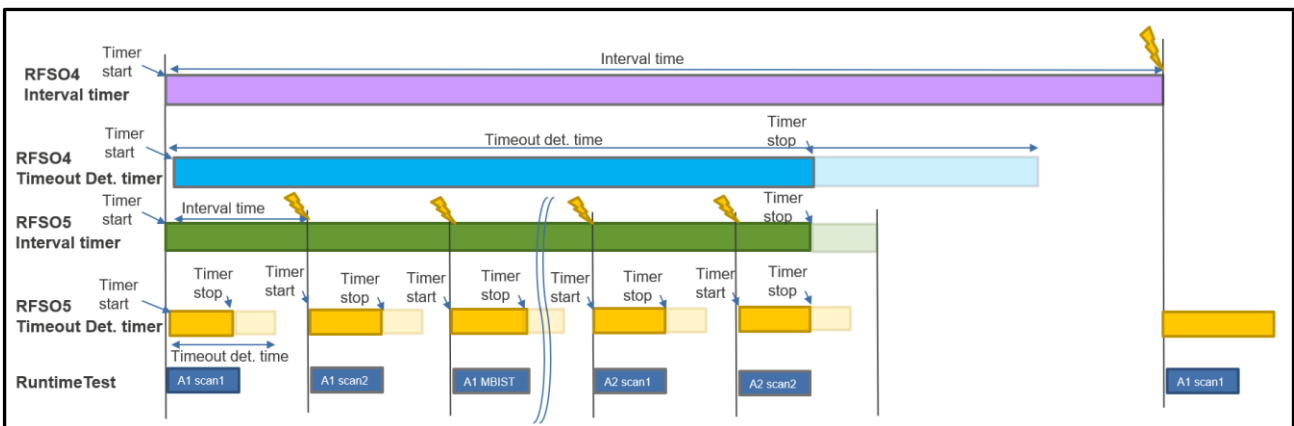 Timer
start
Interval time
RFSO4
Interval timer
Timer
start
Timeout det. time
Timer
stop
RFSO4
Timeout Det. timer
Timer
start
Interval time
Timer
stop
RFSO5
Interval timer
Timer
start
Timer
stop
Timer
start
Timer
stop
Timer
start
Timer
stop
Timer
start
Timer
stop
Timer
start
Timer
stop
RFSO5
Timeout Det. timer
Timeout det. time
RuntimeTest
A1 scan1
A1 scan2
A1 MBIST
A2 scan1
A2 scan2
A1 scan1